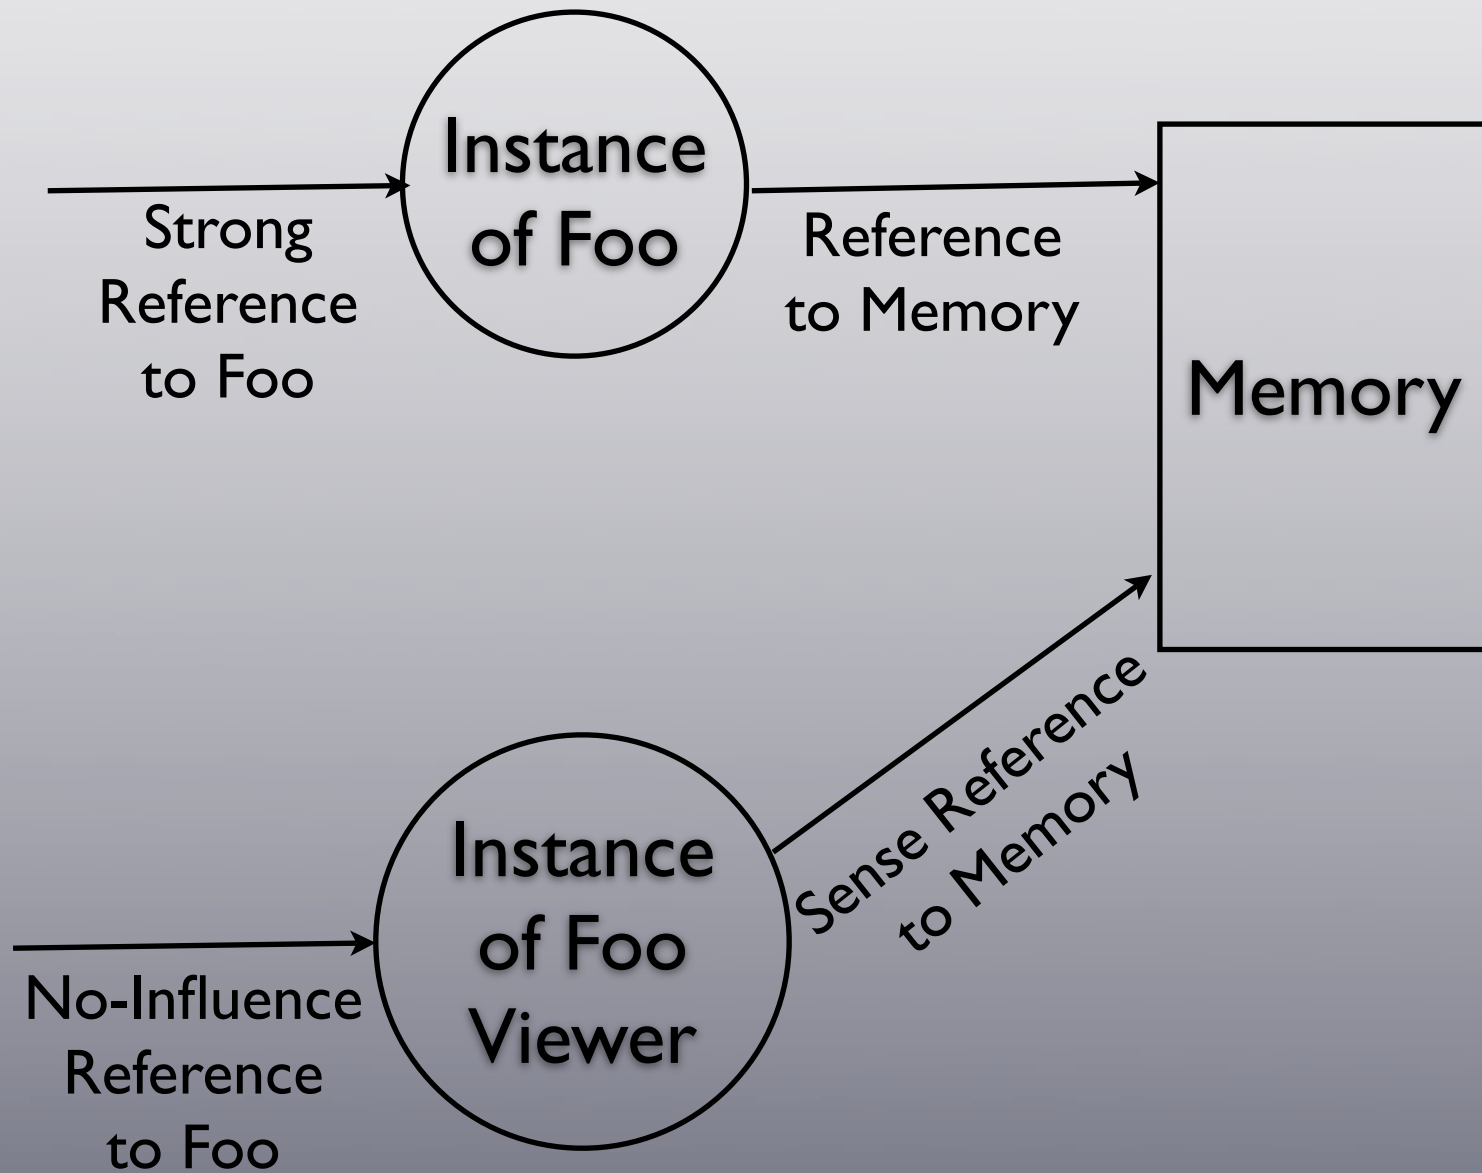 Instance
of Foo
Strong
Reference
to Foo
Reference
to Memory
Memory
Instance
of Foo
Viewer
Sense Reference
to Memory
No-Influence
Reference
to Foo